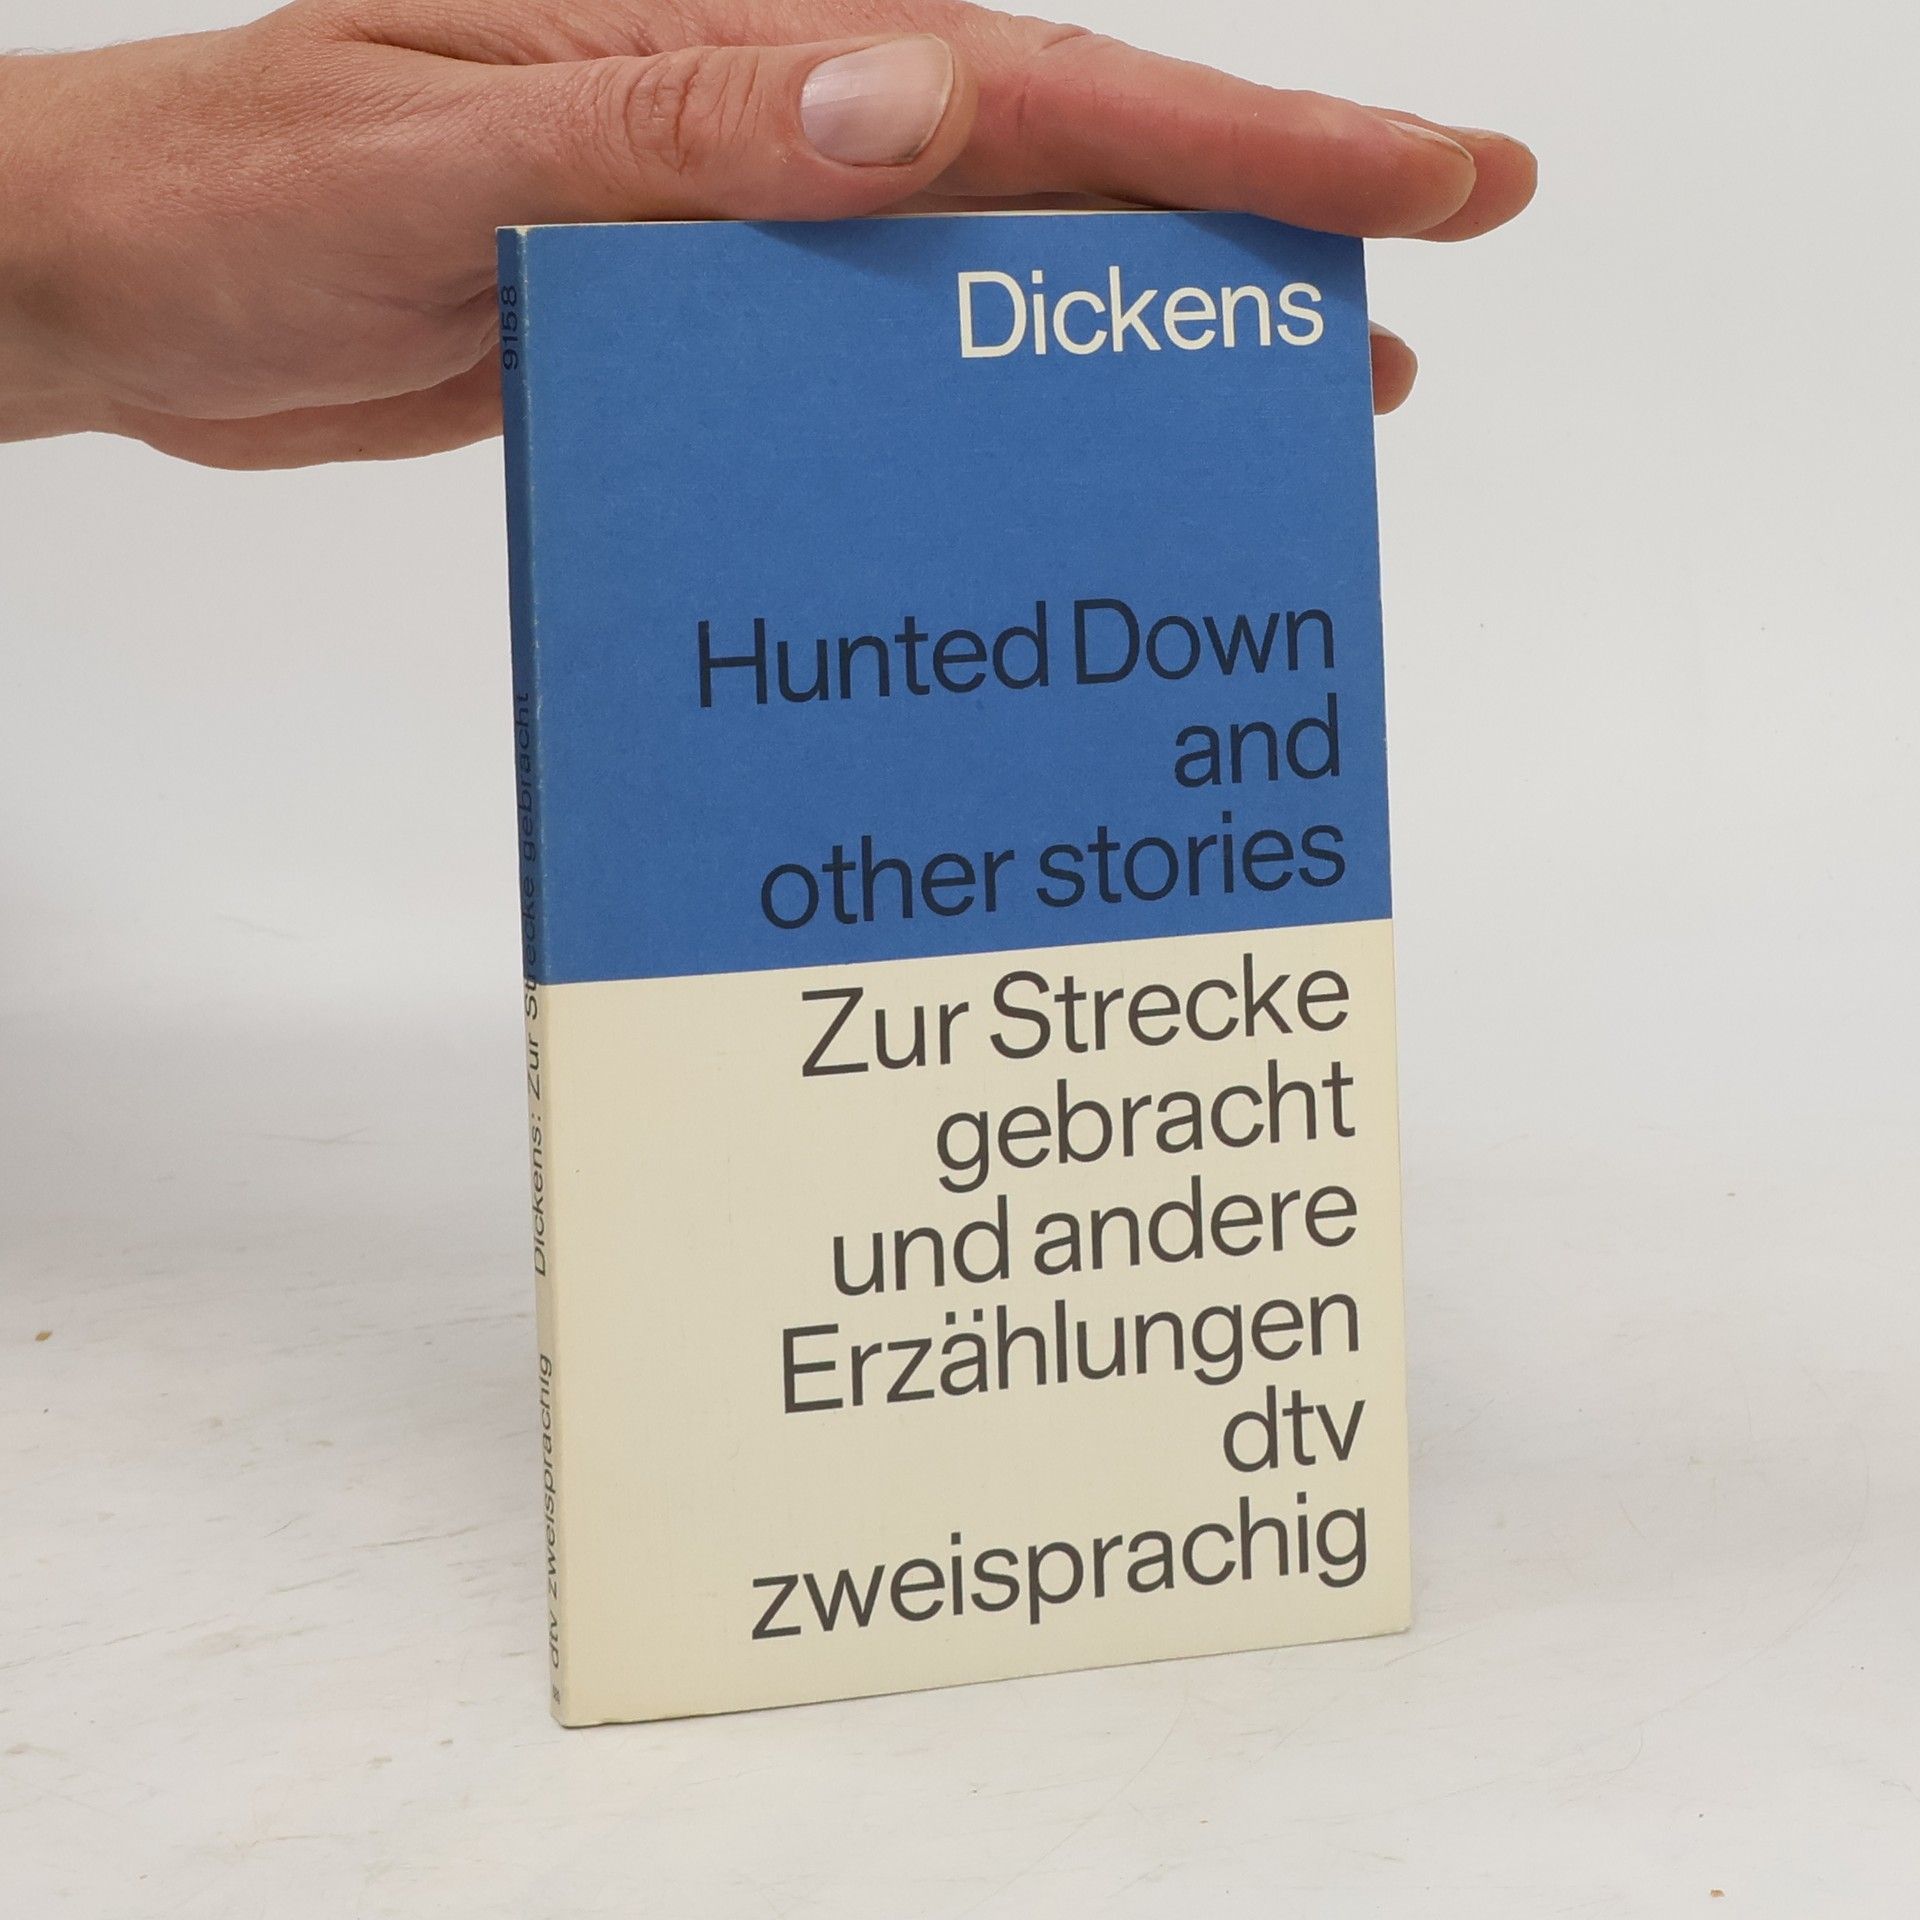 Dickens
Hunted Down
and
other stories
Zur Strecke
gebracht
und andere
Erzählungen
dtv
zweisprachig
9158
Dickens: Zur Strecke gebracht
dtv zweisprachig